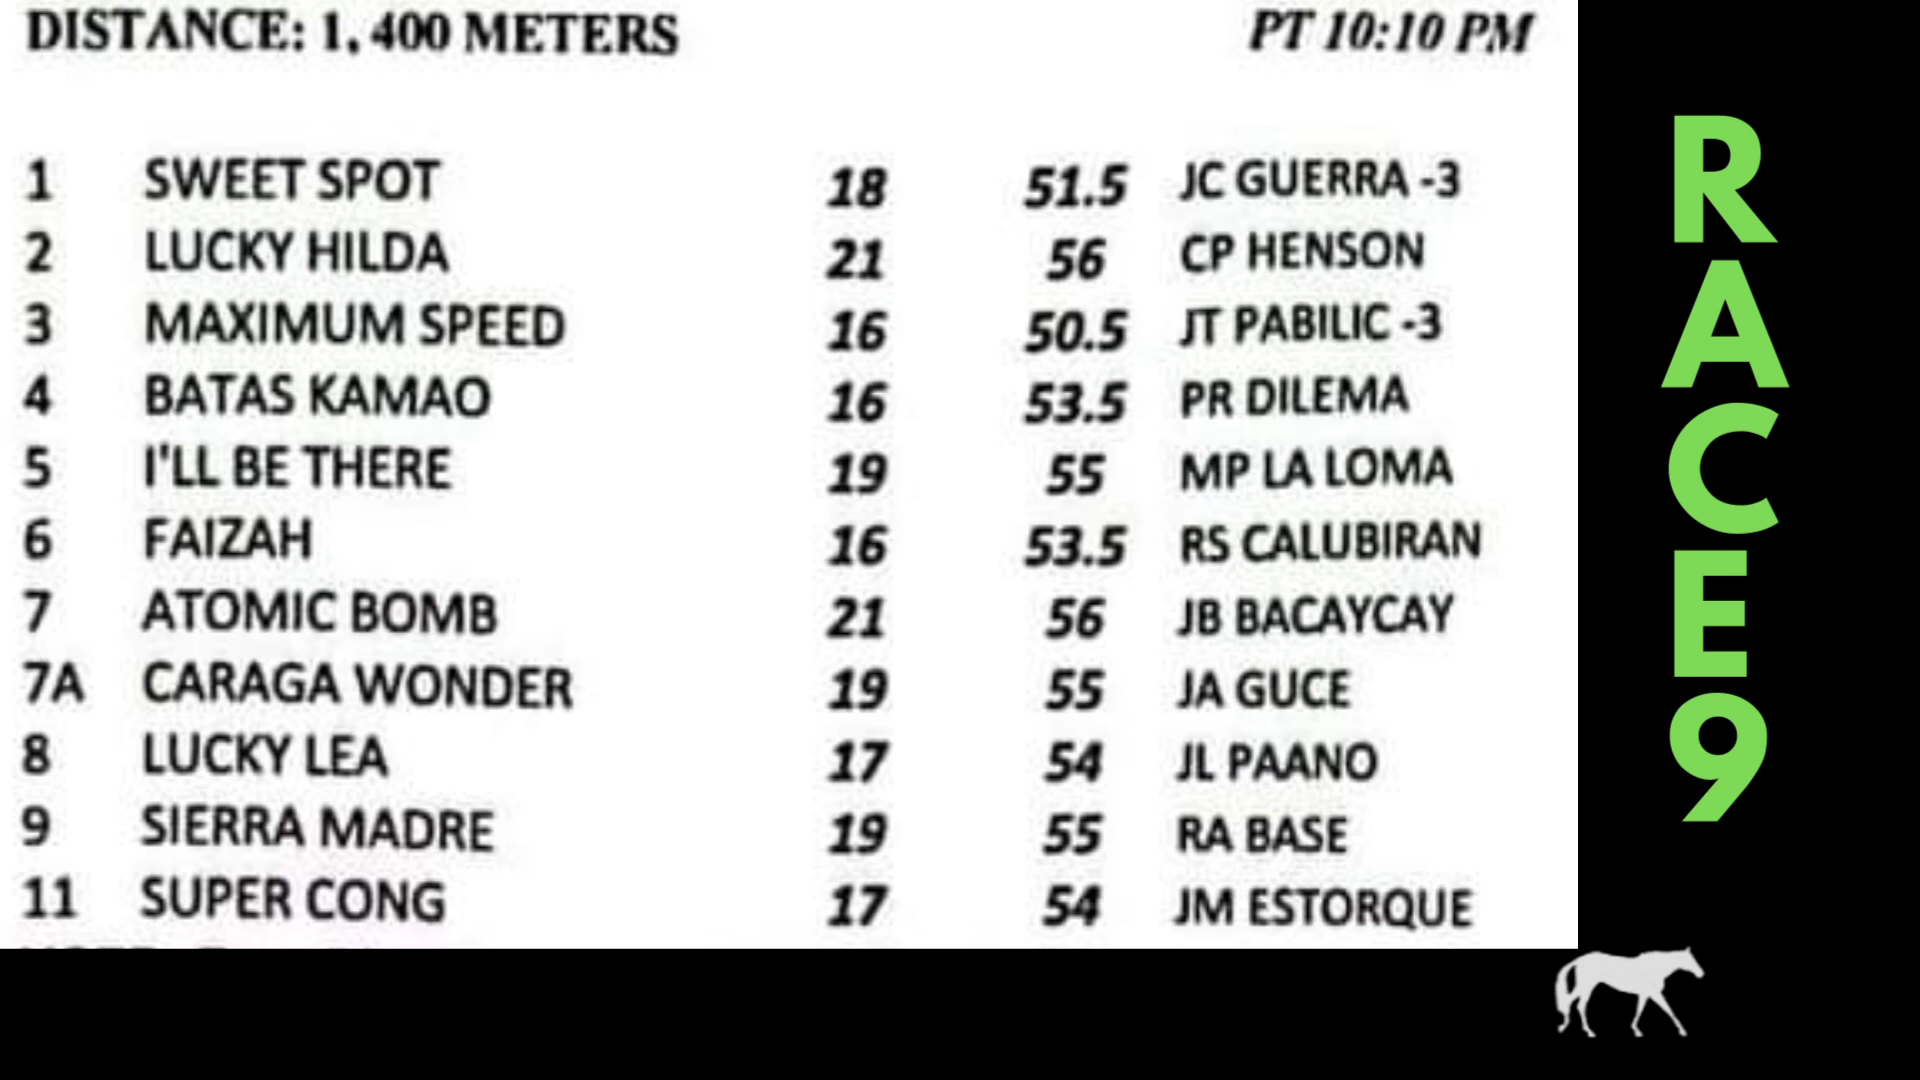 DISTANCE: 1, 400 METERS PT 10:10 PM
1 SWEET SPOT 18 51.5 JC GUERRA -3
2 LUCKY HILDA 21 56 CP HENSON
3 MAXIMUM SPEED 16 50.5 JT PABILIC -3
4 BATAS KAMAO 16 53.5 PR DILEMA
5 I'LL BE THERE 19 55 MP LA LOMA
6 FAIZAH 16 53.5 RS CALUBIRAN
7 ATOMIC BOMB 21 56 JB BACAYCAY
7A CARAGA WONDER 19 55 JA GUCE
8 LUCKY LEA 17 54 JL PAANO
9 SIERRA MADRE 19 55 RA BASE
11 SUPER CONG 17 54 JM ESTORQUE
RACE9